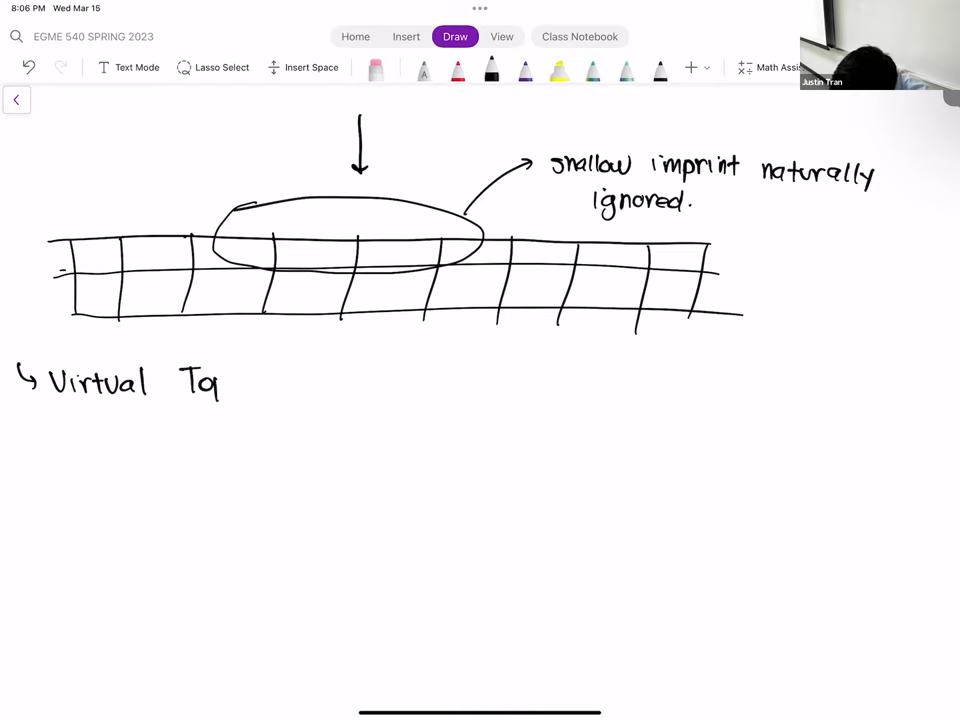 8:06 PM Wed Mar 15
EGME 540 SPRING 2023
Home Insert Draw View Class Notebook
Text Mode Lasso Select Insert Space A Math Assis
Justin Tran
shallow imprint naturally
ignored.
↳ Virtual Ta